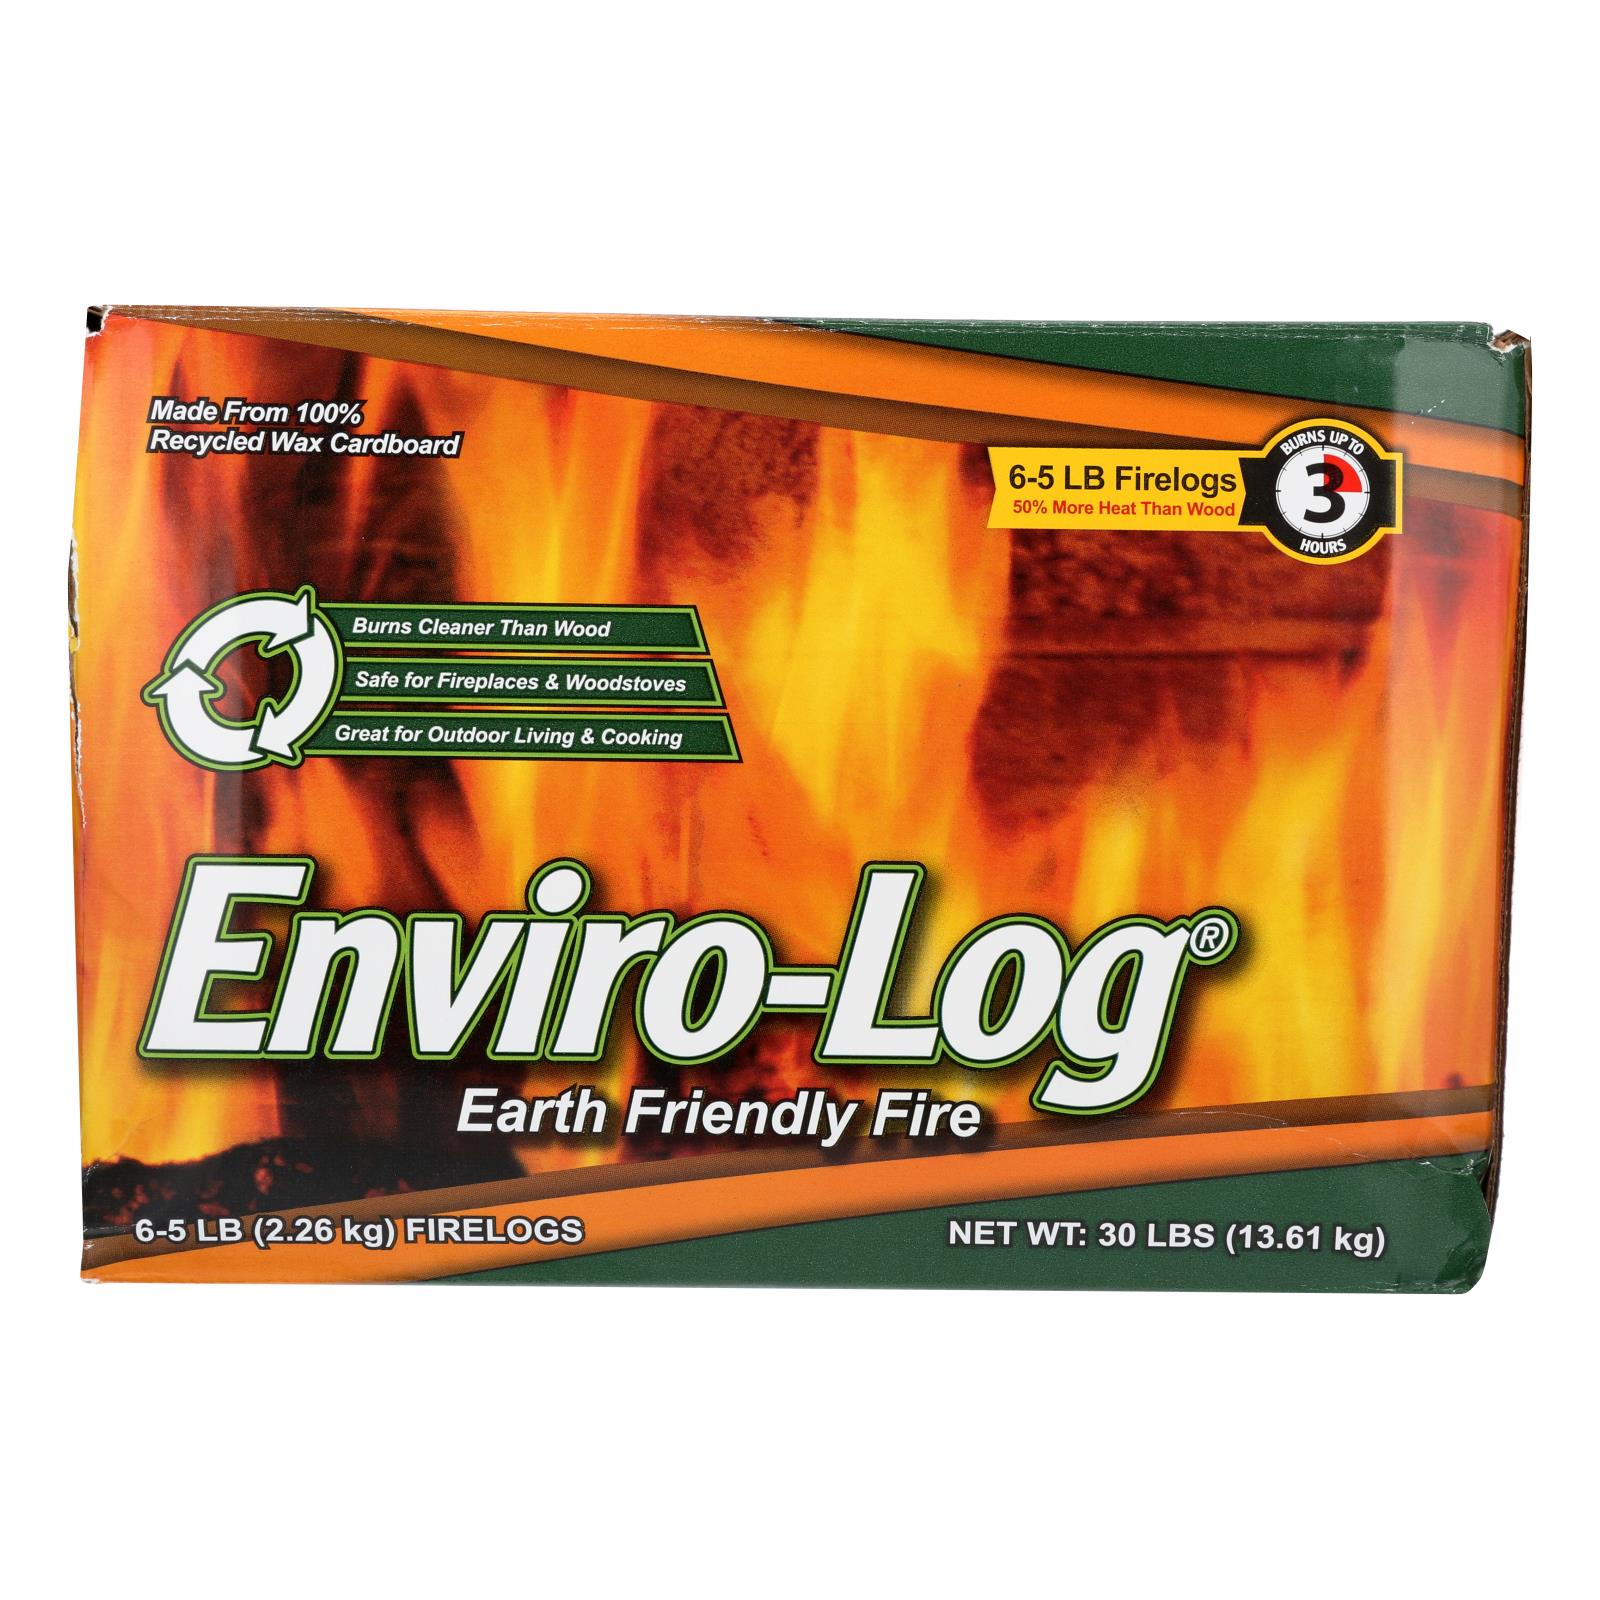 Made From 100%
Recycled Wax Cardboard
6-5 LB Firelogs
50% More Heat Than Wood
BURNS UP TO
3
HOURS
Burns Cleaner Than Wood
Safe for Fireplaces & Woodstoves
Great for Outdoor Living & Cooking
Enviro-Log®
Earth Friendly Fire
6-5 LB (2.26 kg) FIRELOGS
NET WT: 30 LBS (13.61 kg)